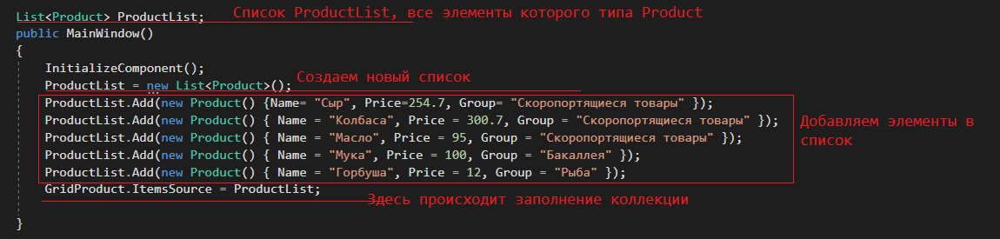 List<Product> ProductList; Список ProductList, все элементы которого типа Product
public MainWindow()
{
InitializeComponent();
ProductList = new List<Product>(); Создаем новый список
ProductList.Add(new Product() {Name= "Сыр", Price=254.7, Group= "Скоропортящиеся товары" });
ProductList.Add(new Product() { Name = "Колбаса", Price = 300.7, Group = "Скоропортящиеся товары" });
ProductList.Add(new Product() { Name = "Масло", Price = 95, Group = "Скоропортящиеся товары" });
ProductList.Add(new Product() { Name = "Мука", Price = 100, Group = "Бакаллея" });
ProductList.Add(new Product() { Name = "Горбуша", Price = 12, Group = "Рыба" });
Добавляем элементы в
список
GridProduct.ItemsSource = ProductList;
Здесь происходит заполнение коллекции
}